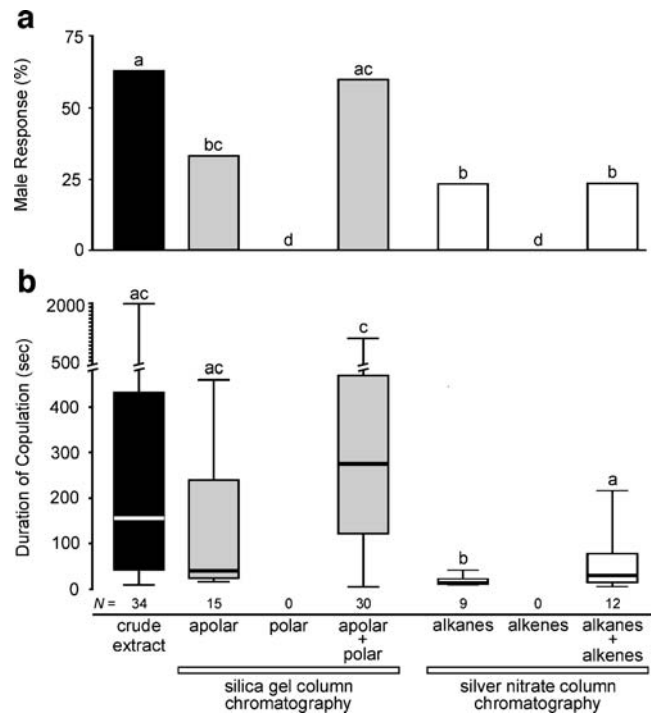 a
75
50
25
0
Male Response (%)
a
bc
d
ac
b
d
b
b
2000
500
400
300
200
100
0
Duration of Copulation (sec)
ac
ac
c
b
a
N = 34 15 0 30 9 0 12
crude
extract
apolar
polar
apolar
+
polar
alkanes
alkenes
alkanes
+
alkenes
silica gel column
chromatography
silver nitrate column
chromatography